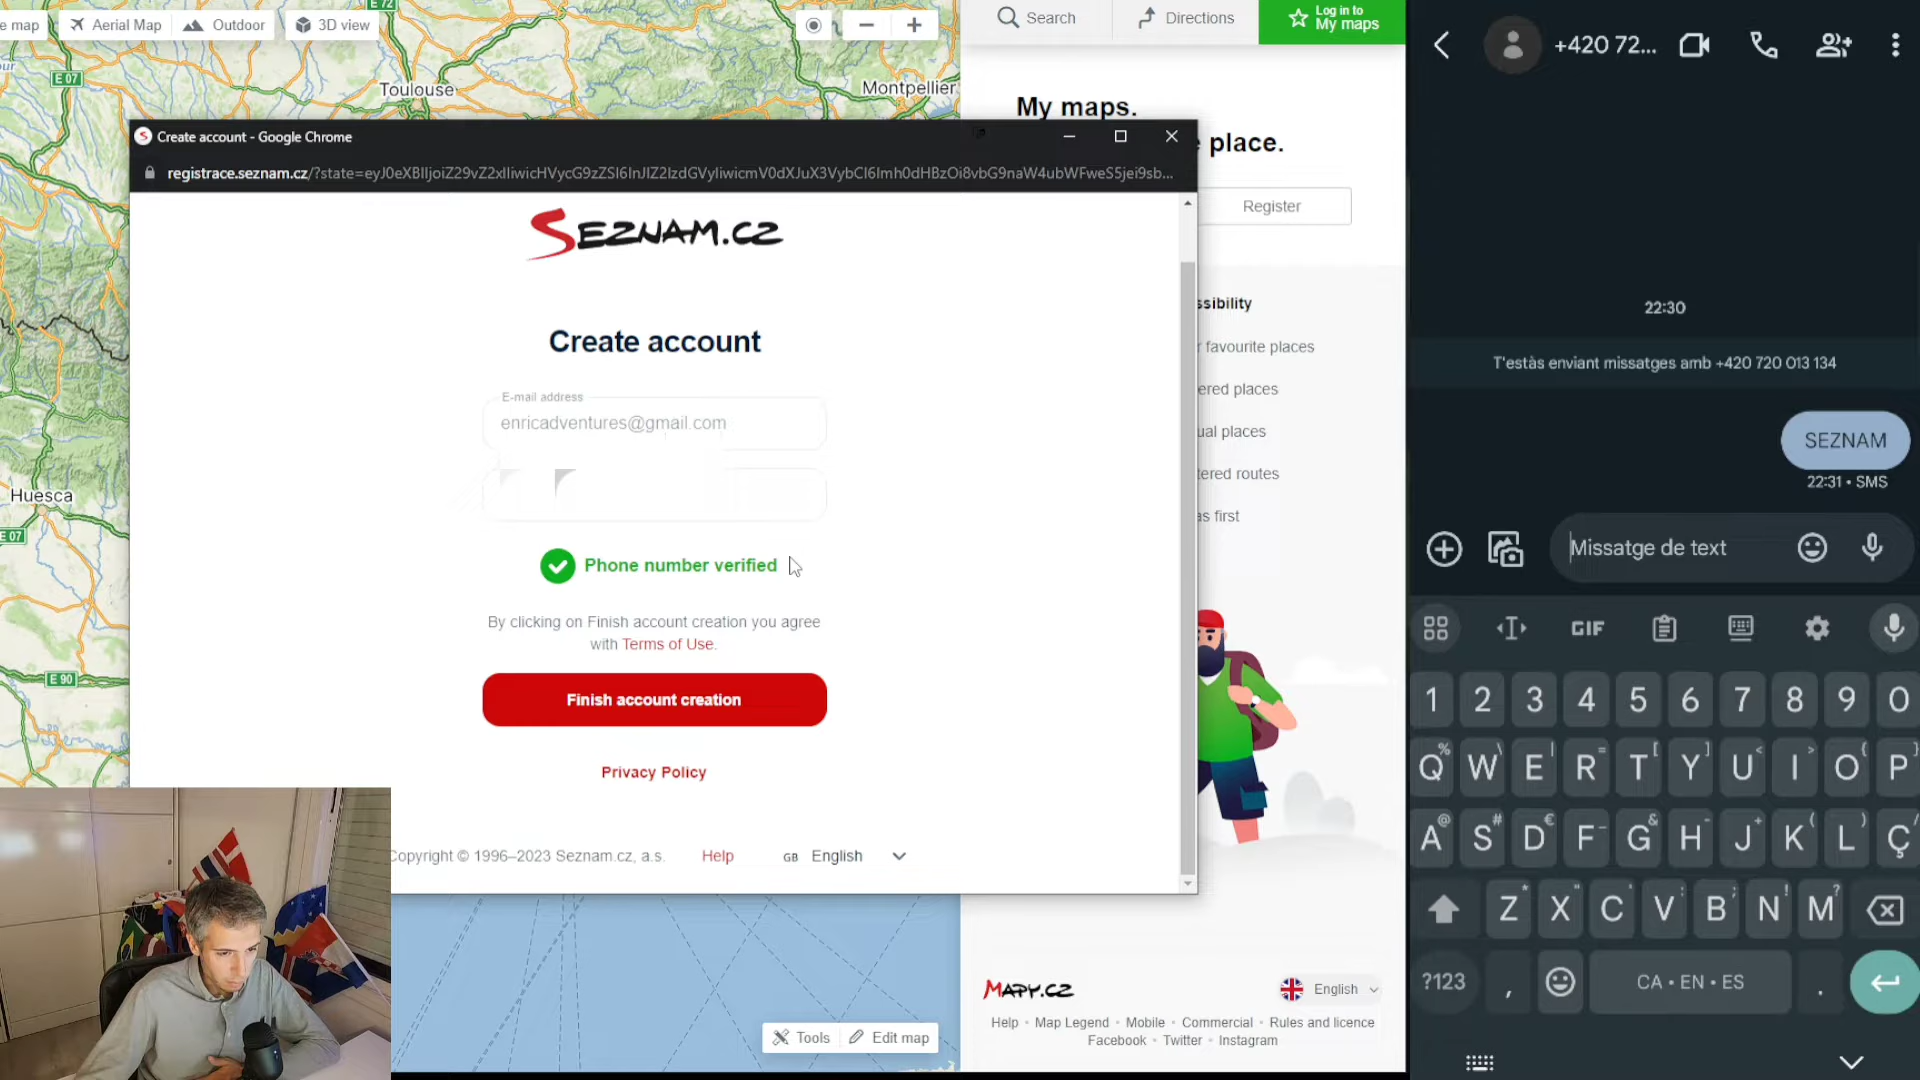 e map
Aerial Map
Outdoor
3D view
E 72
E 07
Toulouse
Montpellier
Huesca
E 07
E 90
Tools
Edit map
Search
Directions
Log in to
My maps
My maps.
place.
Register
ssibility
r favourite places
ered places
ual places
tered routes
as first
MAPY.CZ
English
Help • Map Legend • Mobile • Commercial • Rules and licence
Facebook • Twitter • Instagram
Create account - Google Chrome
SEZNAM.CZ
Create account
E-mail address
enricadventures@gmail.com
Phone number verified
By clicking on Finish account creation you agree
with Terms of Use.
Finish account creation
Privacy Policy
Copyright © 1996–2023 Seznam.cz, a.s.
Help
GB English
+420 72...
22:30
T'estàs enviant missatges amb +420 720 013 134
SEZNAM
22:31 • SMS
Missatge de text
GIF
1 2 3 4 5 6 7 8 9 0
Q W E R T Y U I O P
% \ | = [ ] < > { }
A S D F G H J K L Ç
@ # € - & - + ( ) /
Z X C V B N M
* " ' : ; ! ?
?123 , CA • EN • ES .